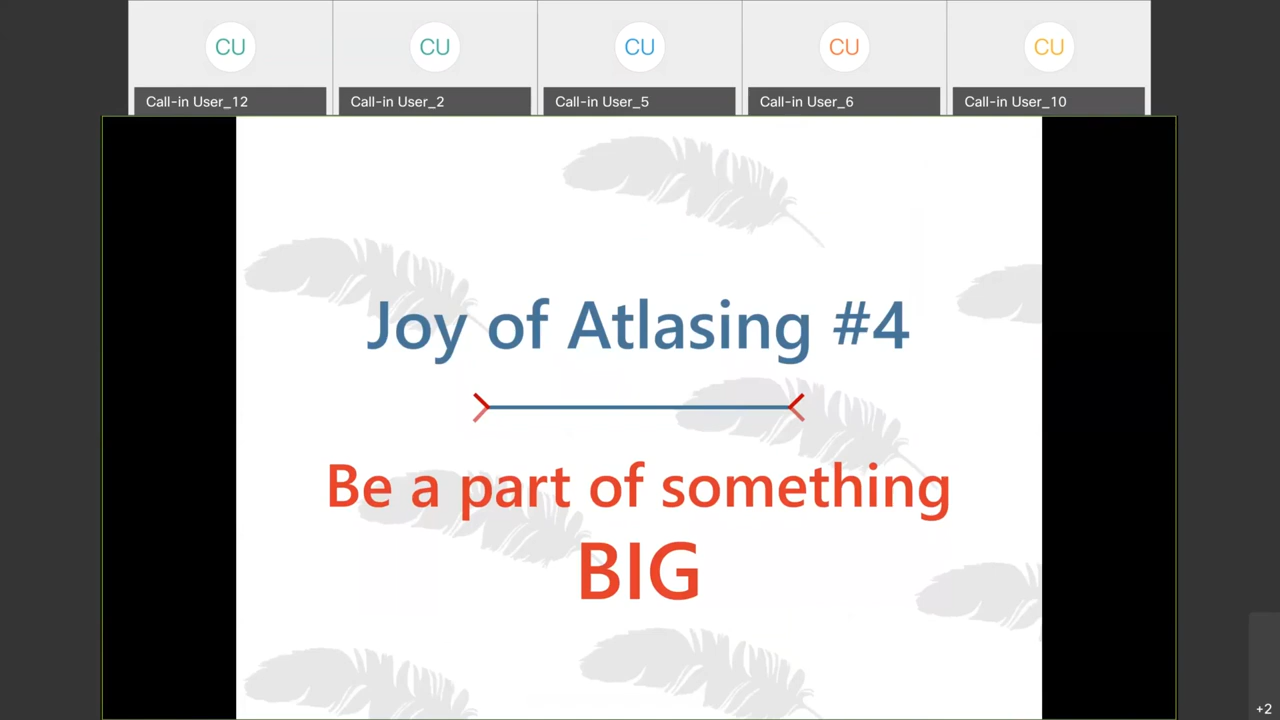 CU
CU
CU
CU
CU
Call-in User_12
Call-in User_2
Call-in User_5
Call-in User_6
Call-in User_10
Joy of Atlasing #4
Be a part of something
BIG
+2